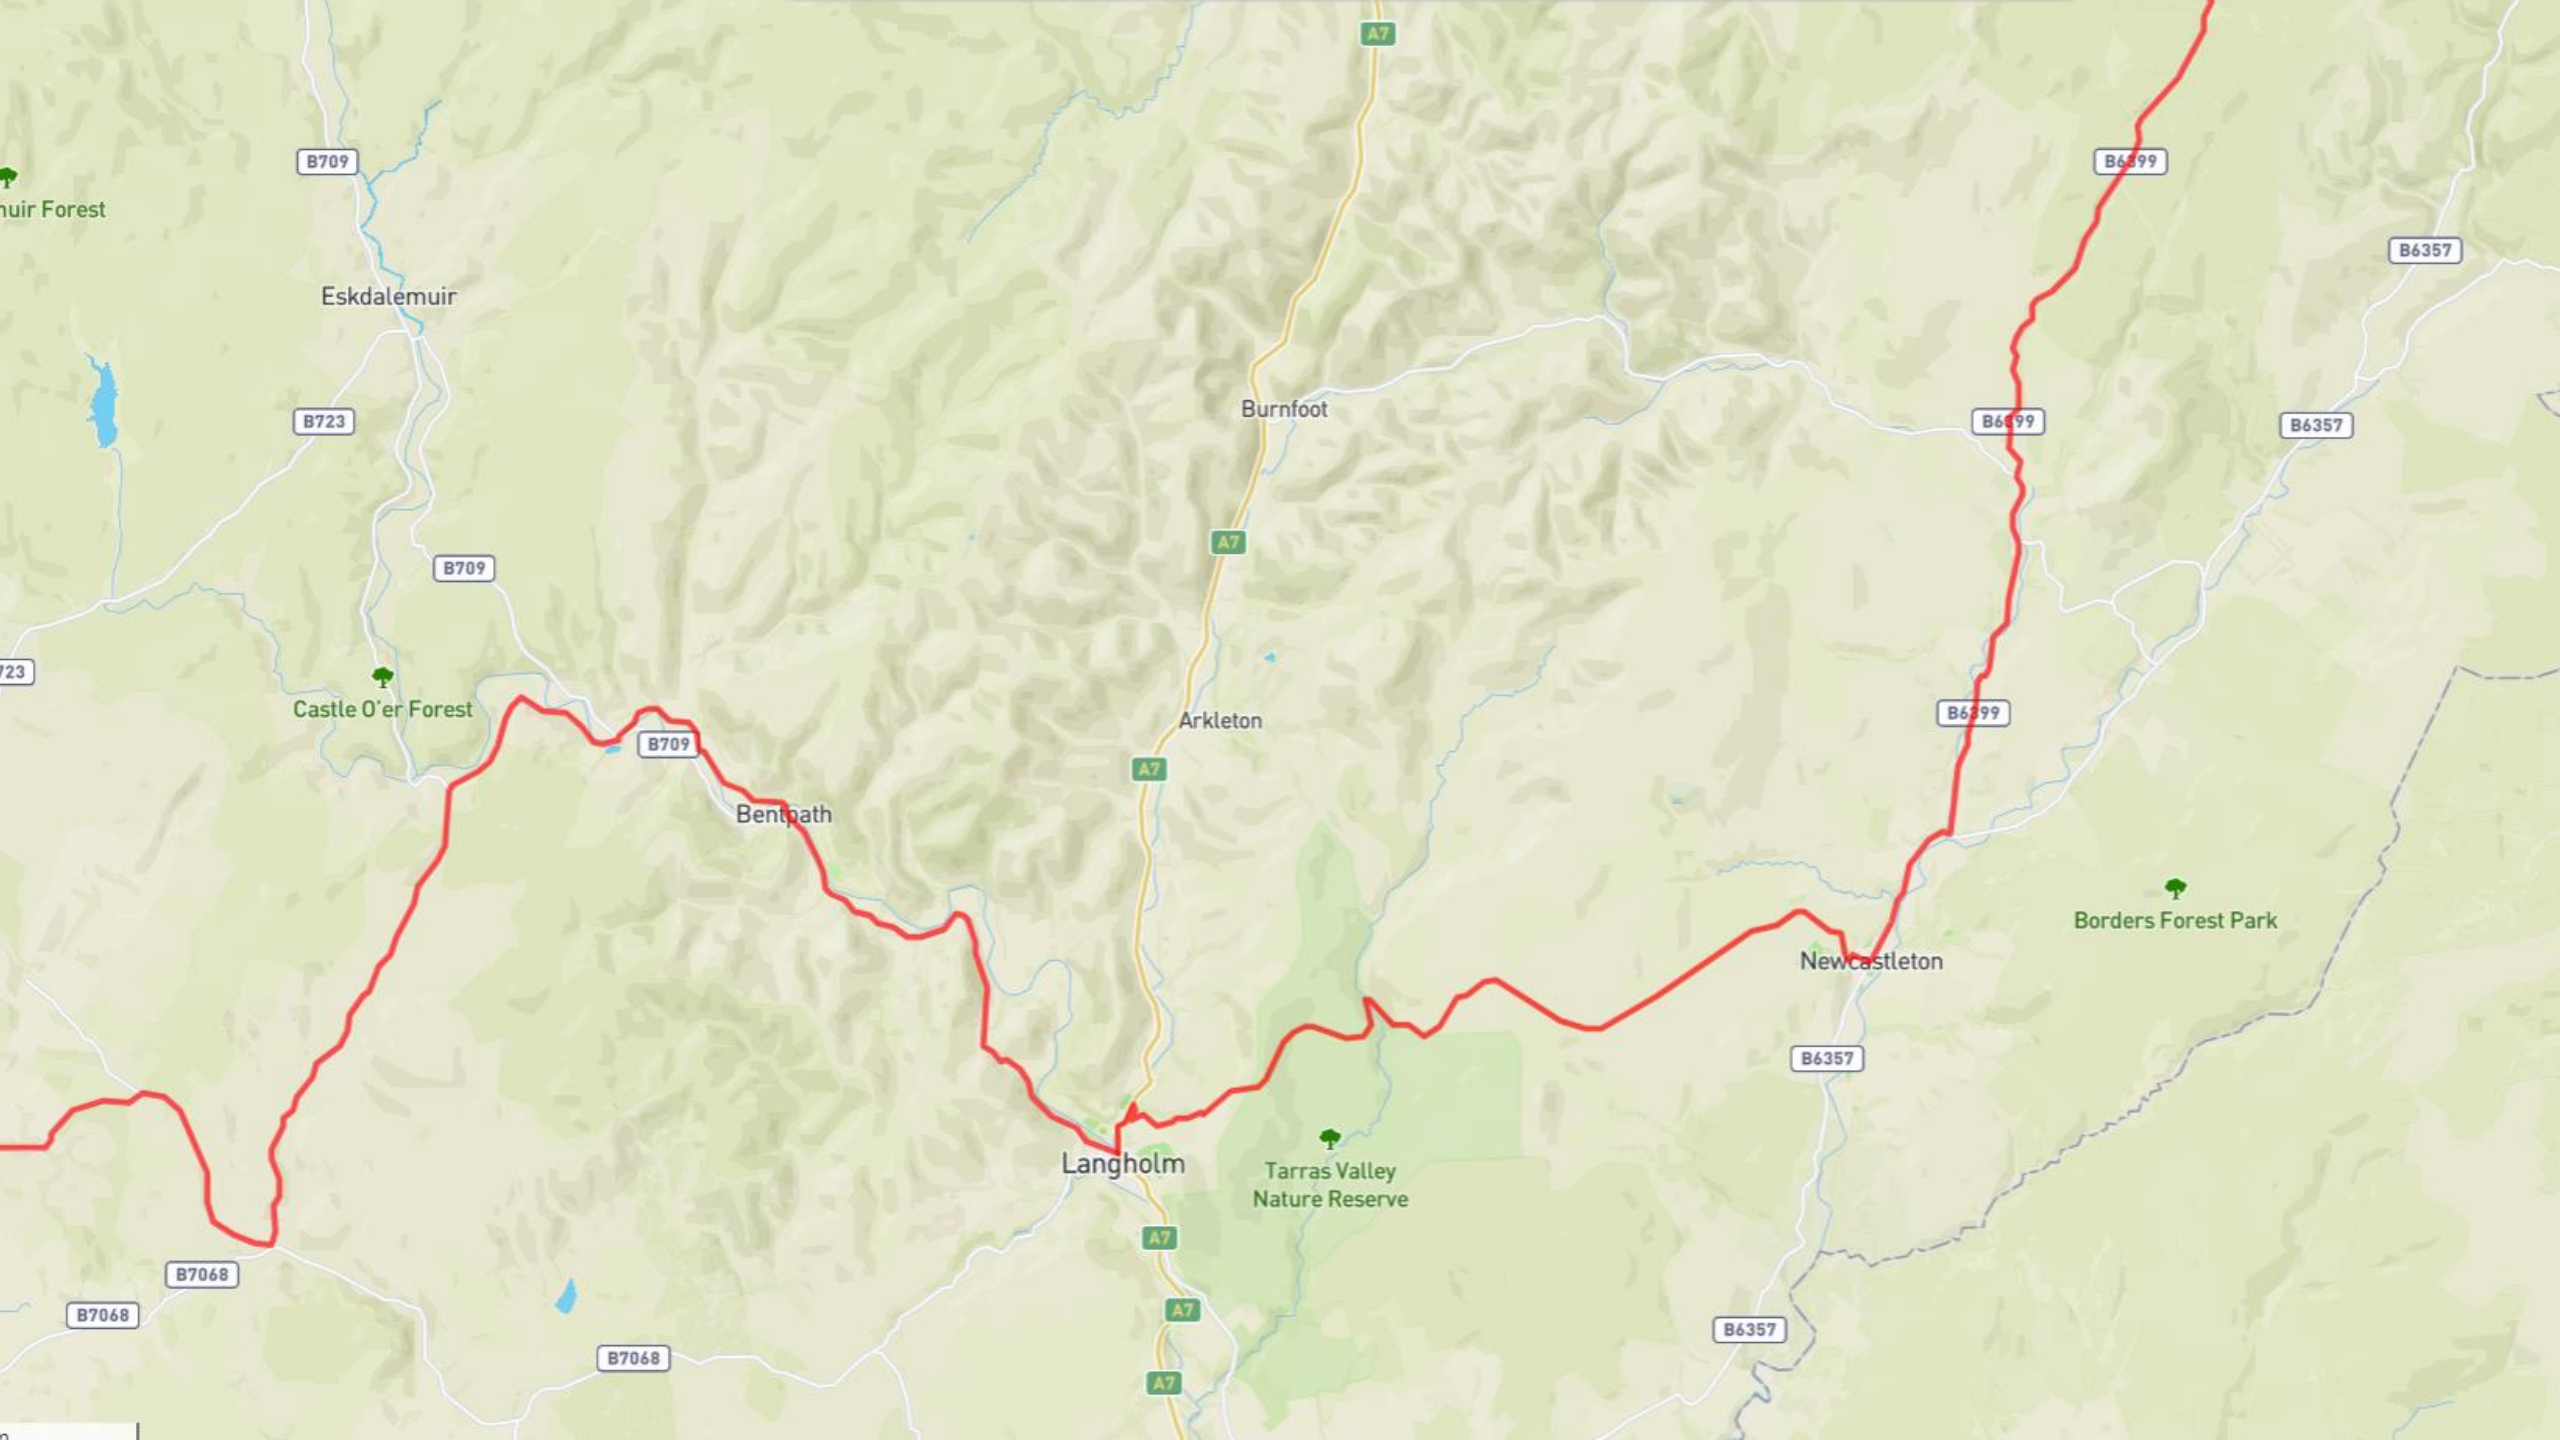 A7
B709
B6399
uir Forest
B6357
Eskdalemuir
B723
Burnfoot
B6399
B6357
A7
B709
723
Castle O'er Forest
B6399
Arkleton
B709
A7
Bentpath
Borders Forest Park
Newcastleton
B6357
Langholm
Tarras Valley
Nature Reserve
A7
B7068
A7
B7068
B6357
B7068
A7